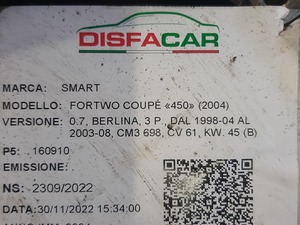 DISFACAR
MARCA: SMART
MODELLO: FORTWO COUPÉ «450» (2004)
VERSIONE: 0.7, BERLINA, 3 P., DAL 1998-04 AL
2003-08, CM3 698, CV 61, KW. 45 (B)
P5: . 160910
EMISSIONE:
NS: 2309/2022
DATA:30/11/2022 15:34:00